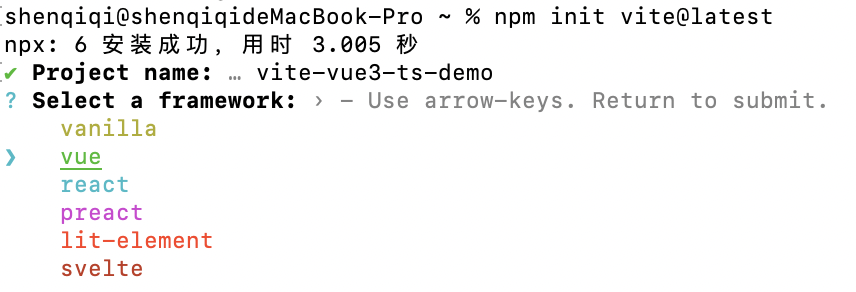 shenqiqi@shenqiqideMacBook-Pro ~ % npm init vite@latest
npx: 6 安装成功, 用时 3.005 秒
✔ Project name: … vite-vue3-ts-demo
? Select a framework: › - Use arrow-keys. Return to submit.
vanilla
❯ vue
react
preact
lit-element
svelte